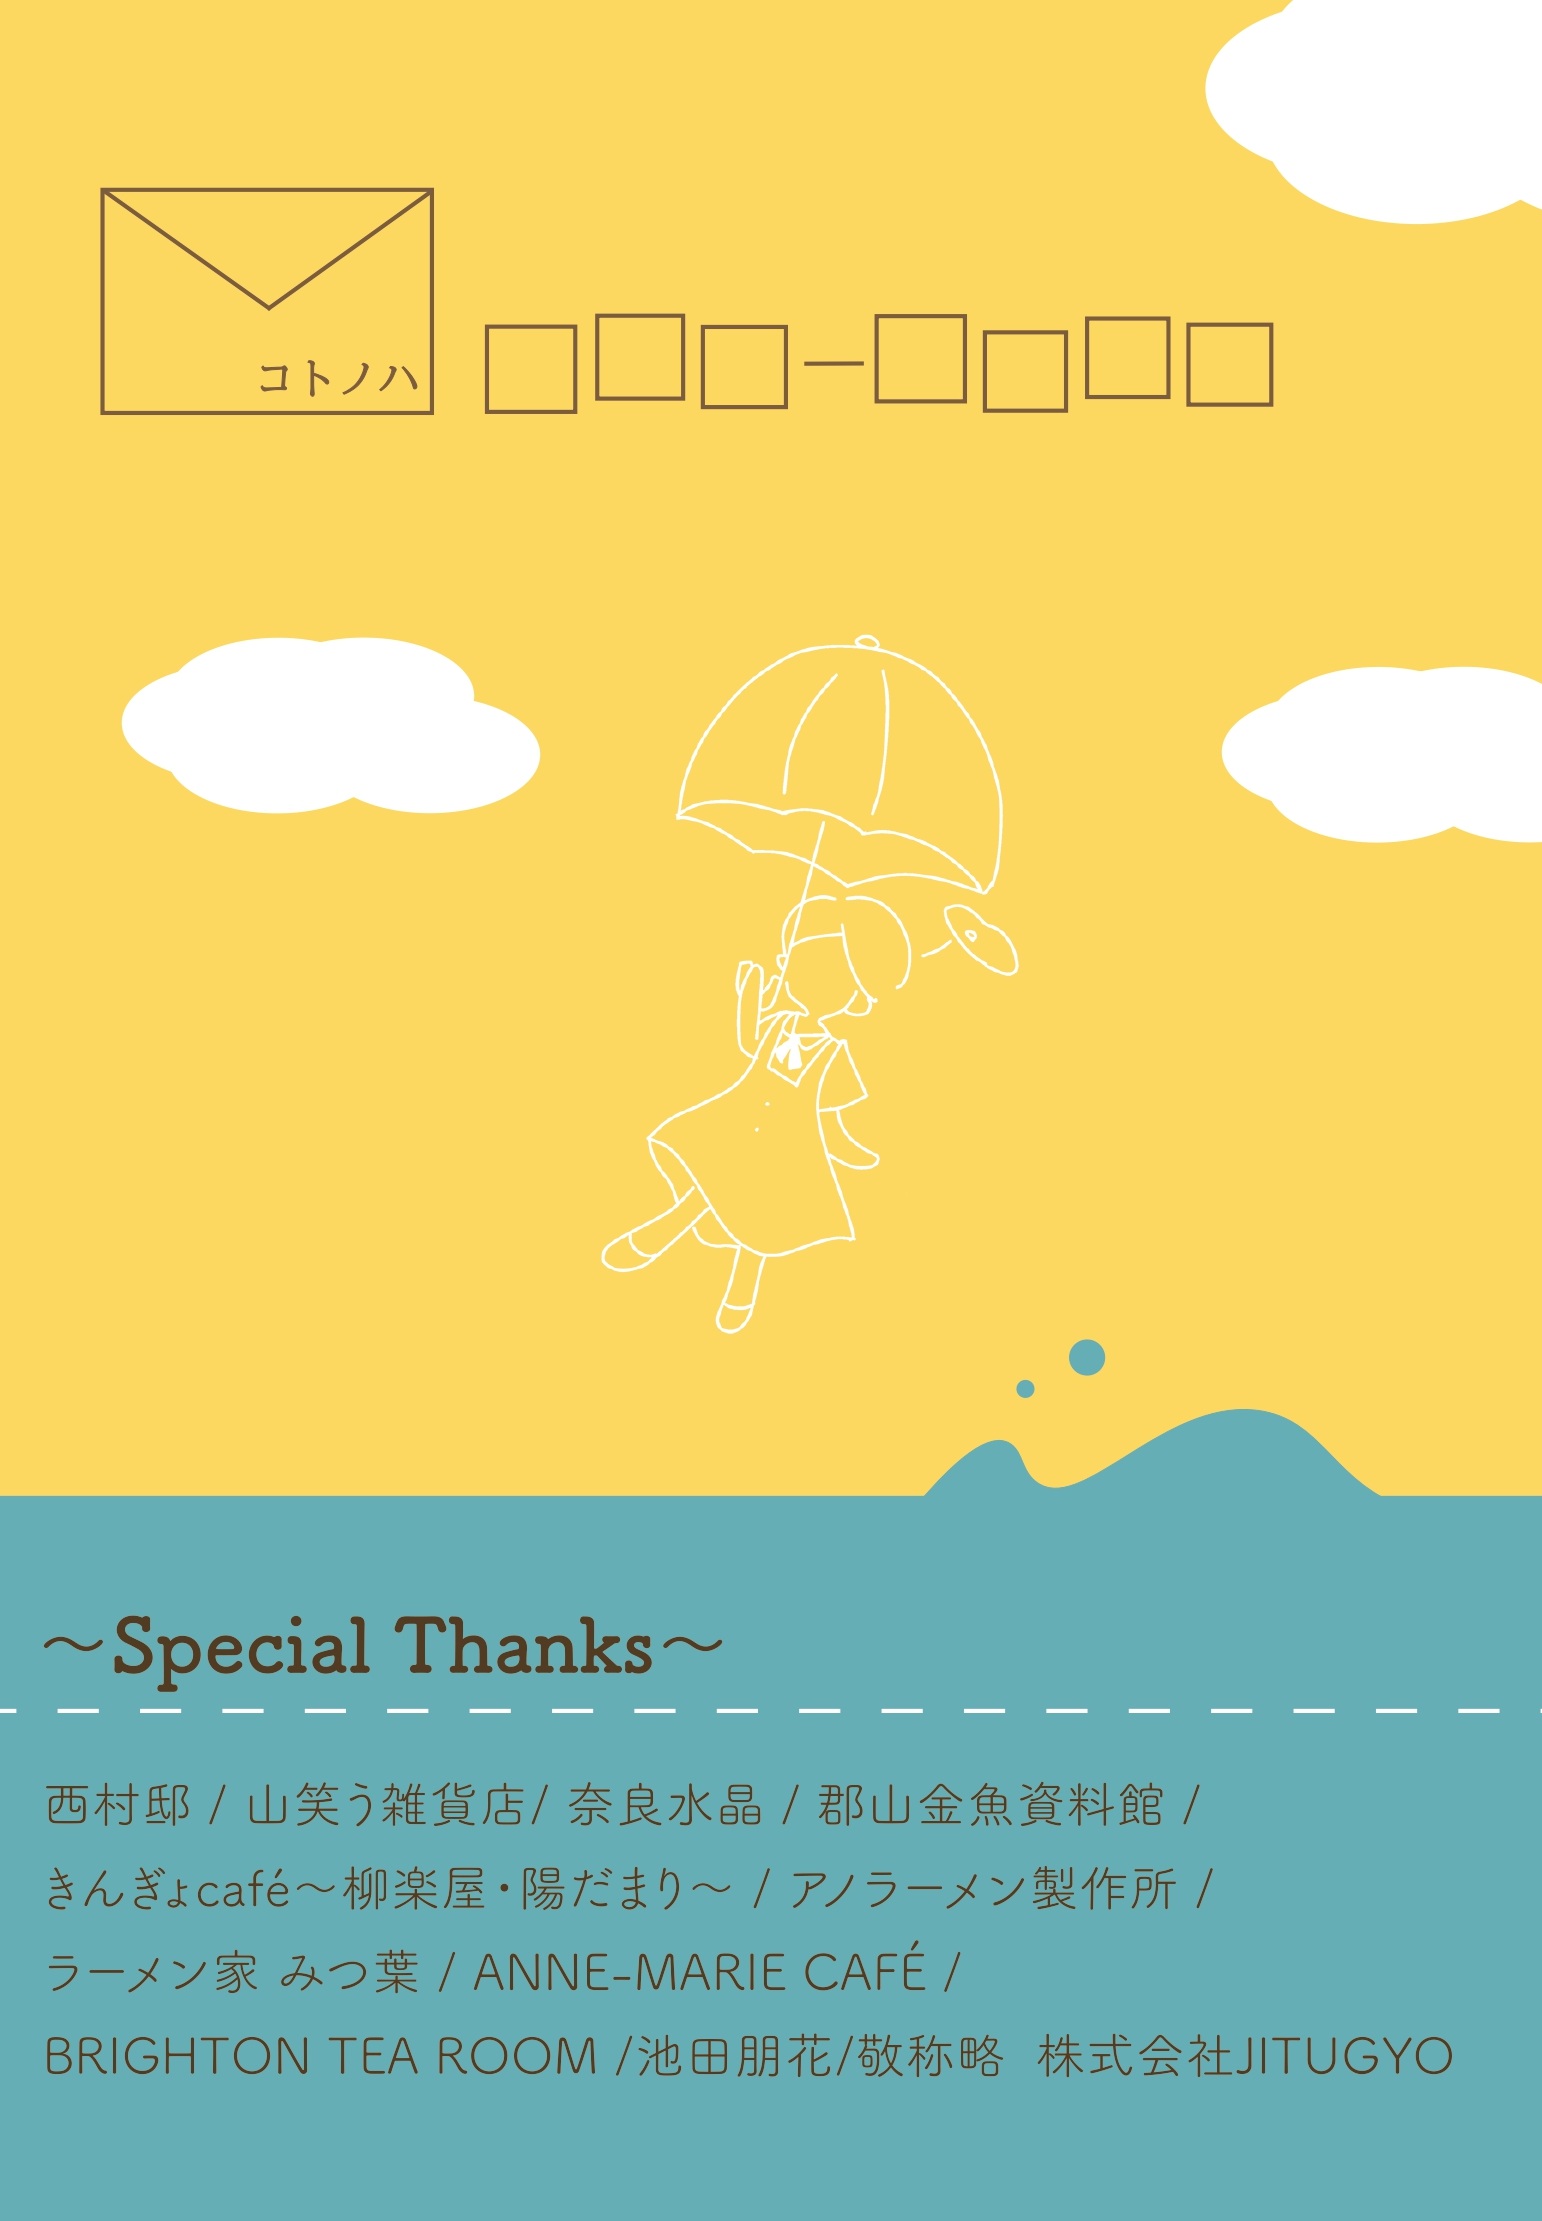 コトノハ
〜Special Thanks〜
西村邸 / 山笑う雑貨店/ 奈良水晶 / 郡山金魚資料館 /
きんぎょcafé〜柳楽屋・陽だまり〜 / アノラーメン製作所 /
ラーメン家 みつ葉 / ANNE-MARIE CAFÉ /
BRIGHTON TEA ROOM /池田朋花/敬称略 株式会社JITUGYO